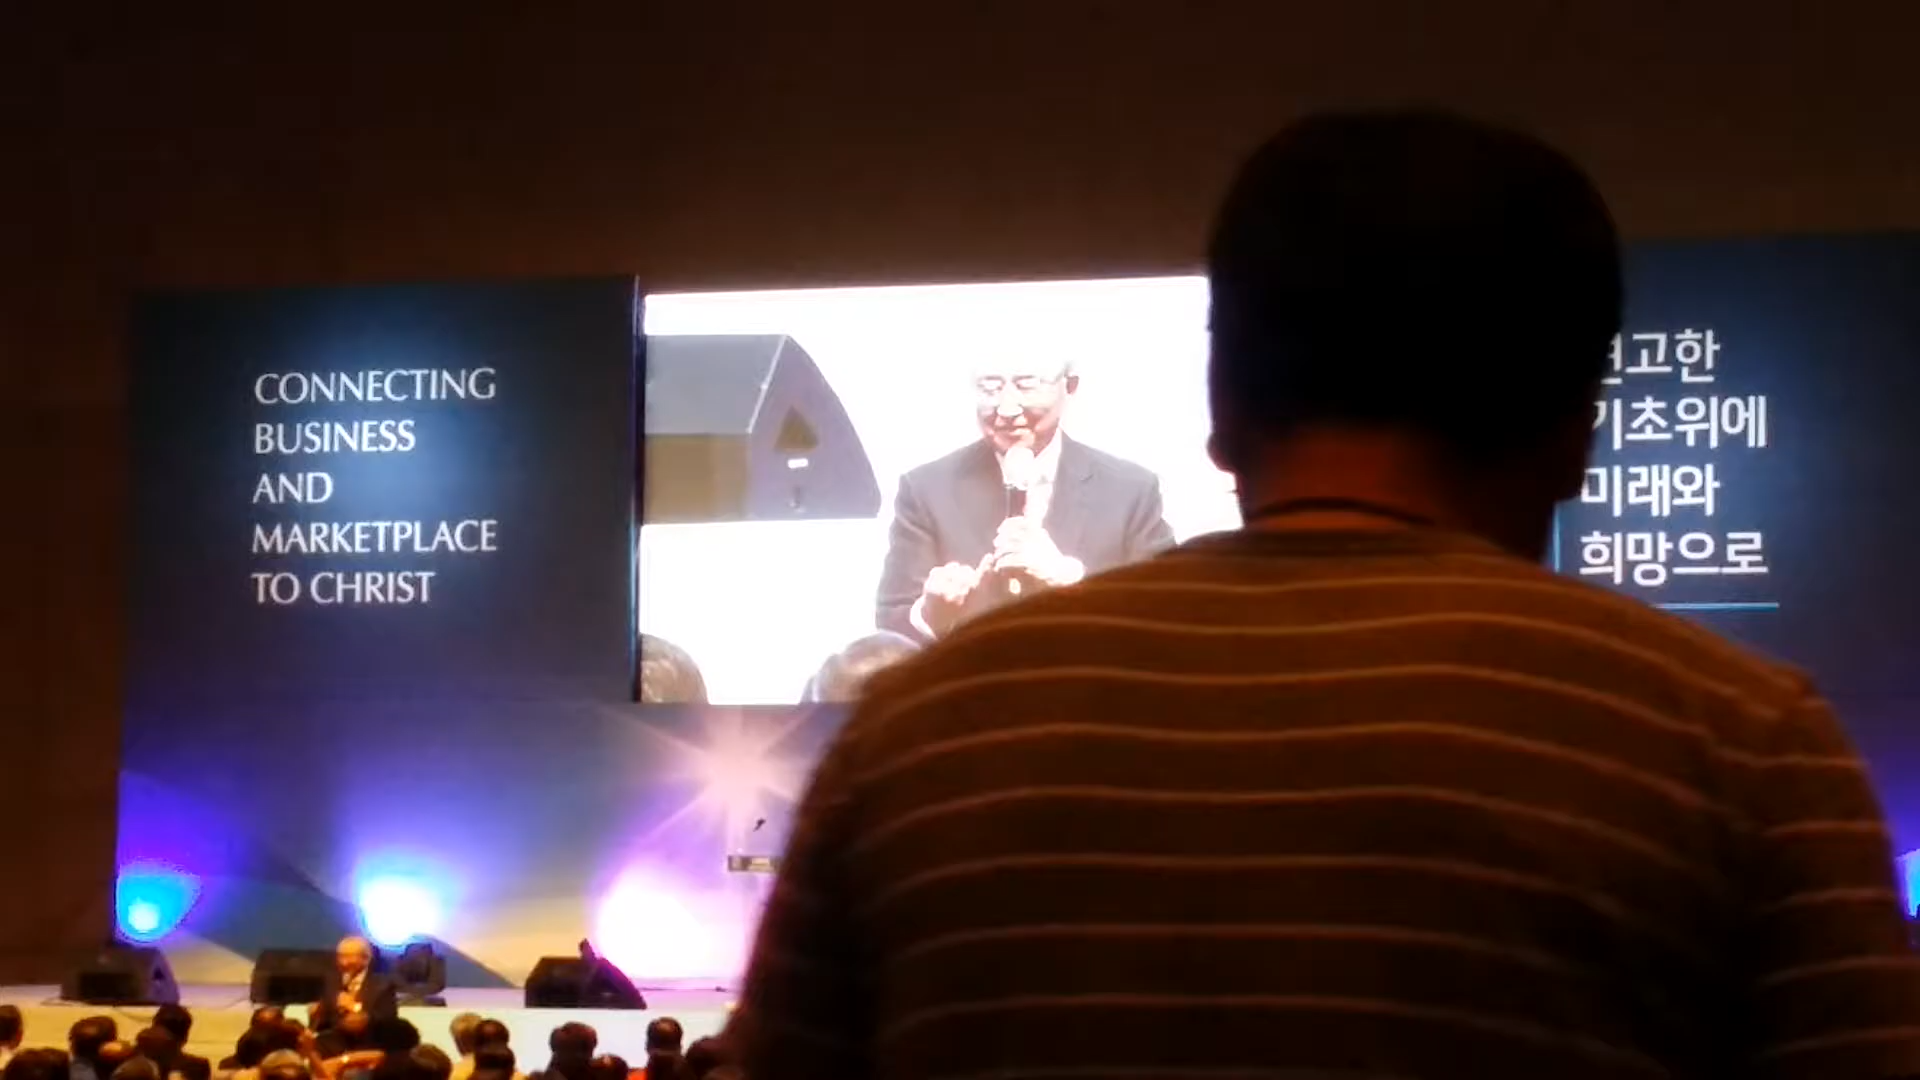 CONNECTING
BUSINESS
AND
MARKETPLACE
TO CHRIST
견고한
기초위에
미래와
희망으로